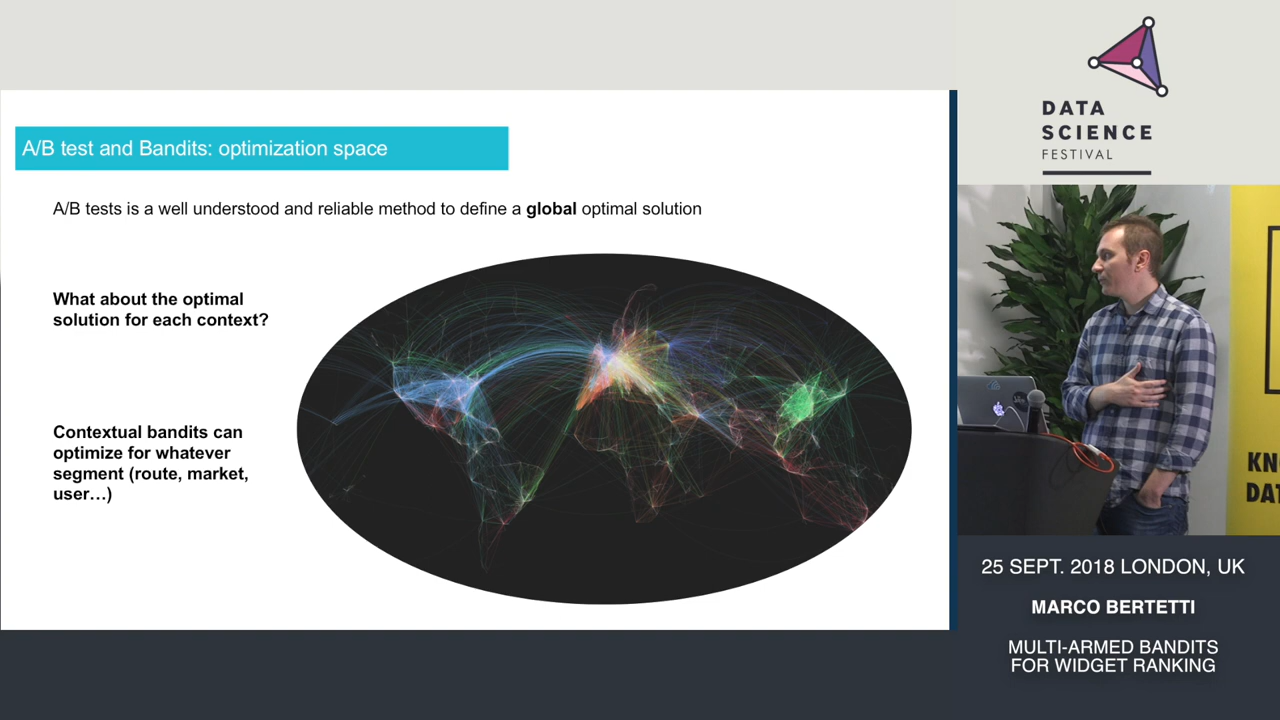 A/B test and Bandits: optimization space
A/B tests is a well understood and reliable method to define a global optimal solution
What about the optimal
solution for each context?
Contextual bandits can
optimize for whatever
segment (route, market,
user…)
DATA
SCIENCE
FESTIVAL
KN
DAT
25 SEPT. 2018 LONDON, UK
MARCO BERTETTI
MULTI-ARMED BANDITS
FOR WIDGET RANKING